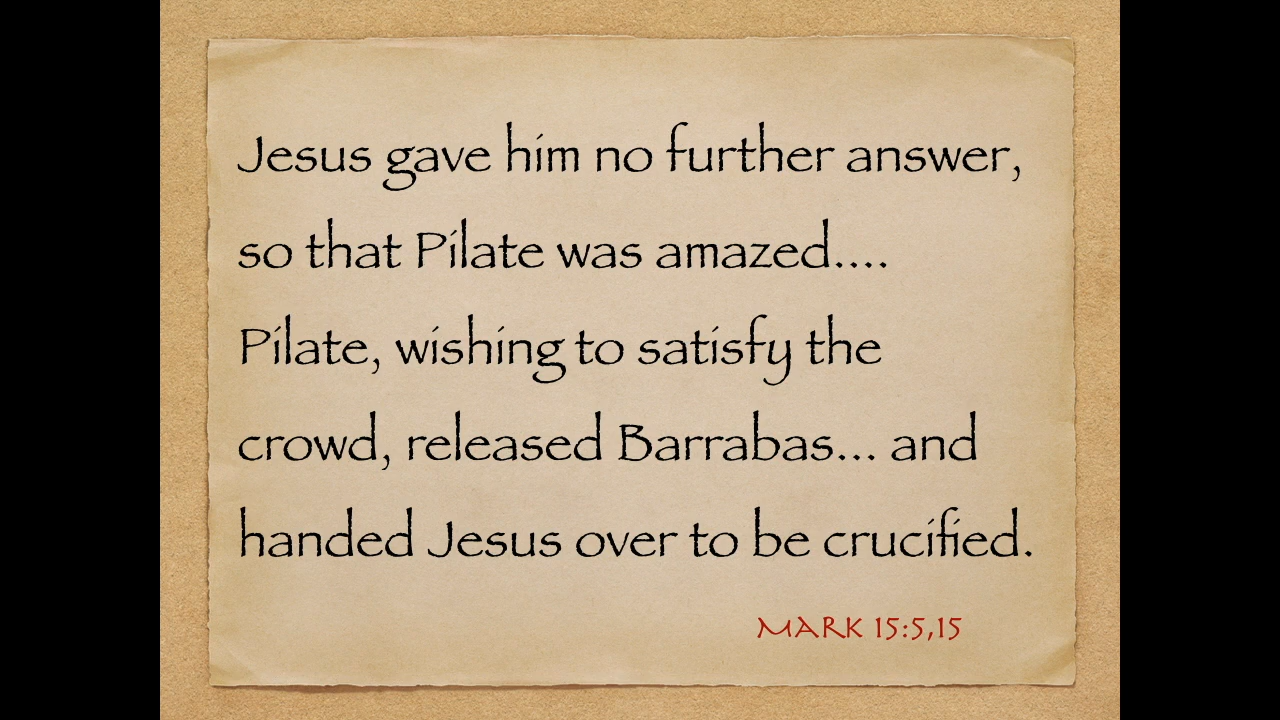 Jesus gave him no further answer,
so that Pilate was amazed....
Pilate, wishing to satisfy the
crowd, released Barrabas... and
handed Jesus over to be crucified.
Mark 15:5,15